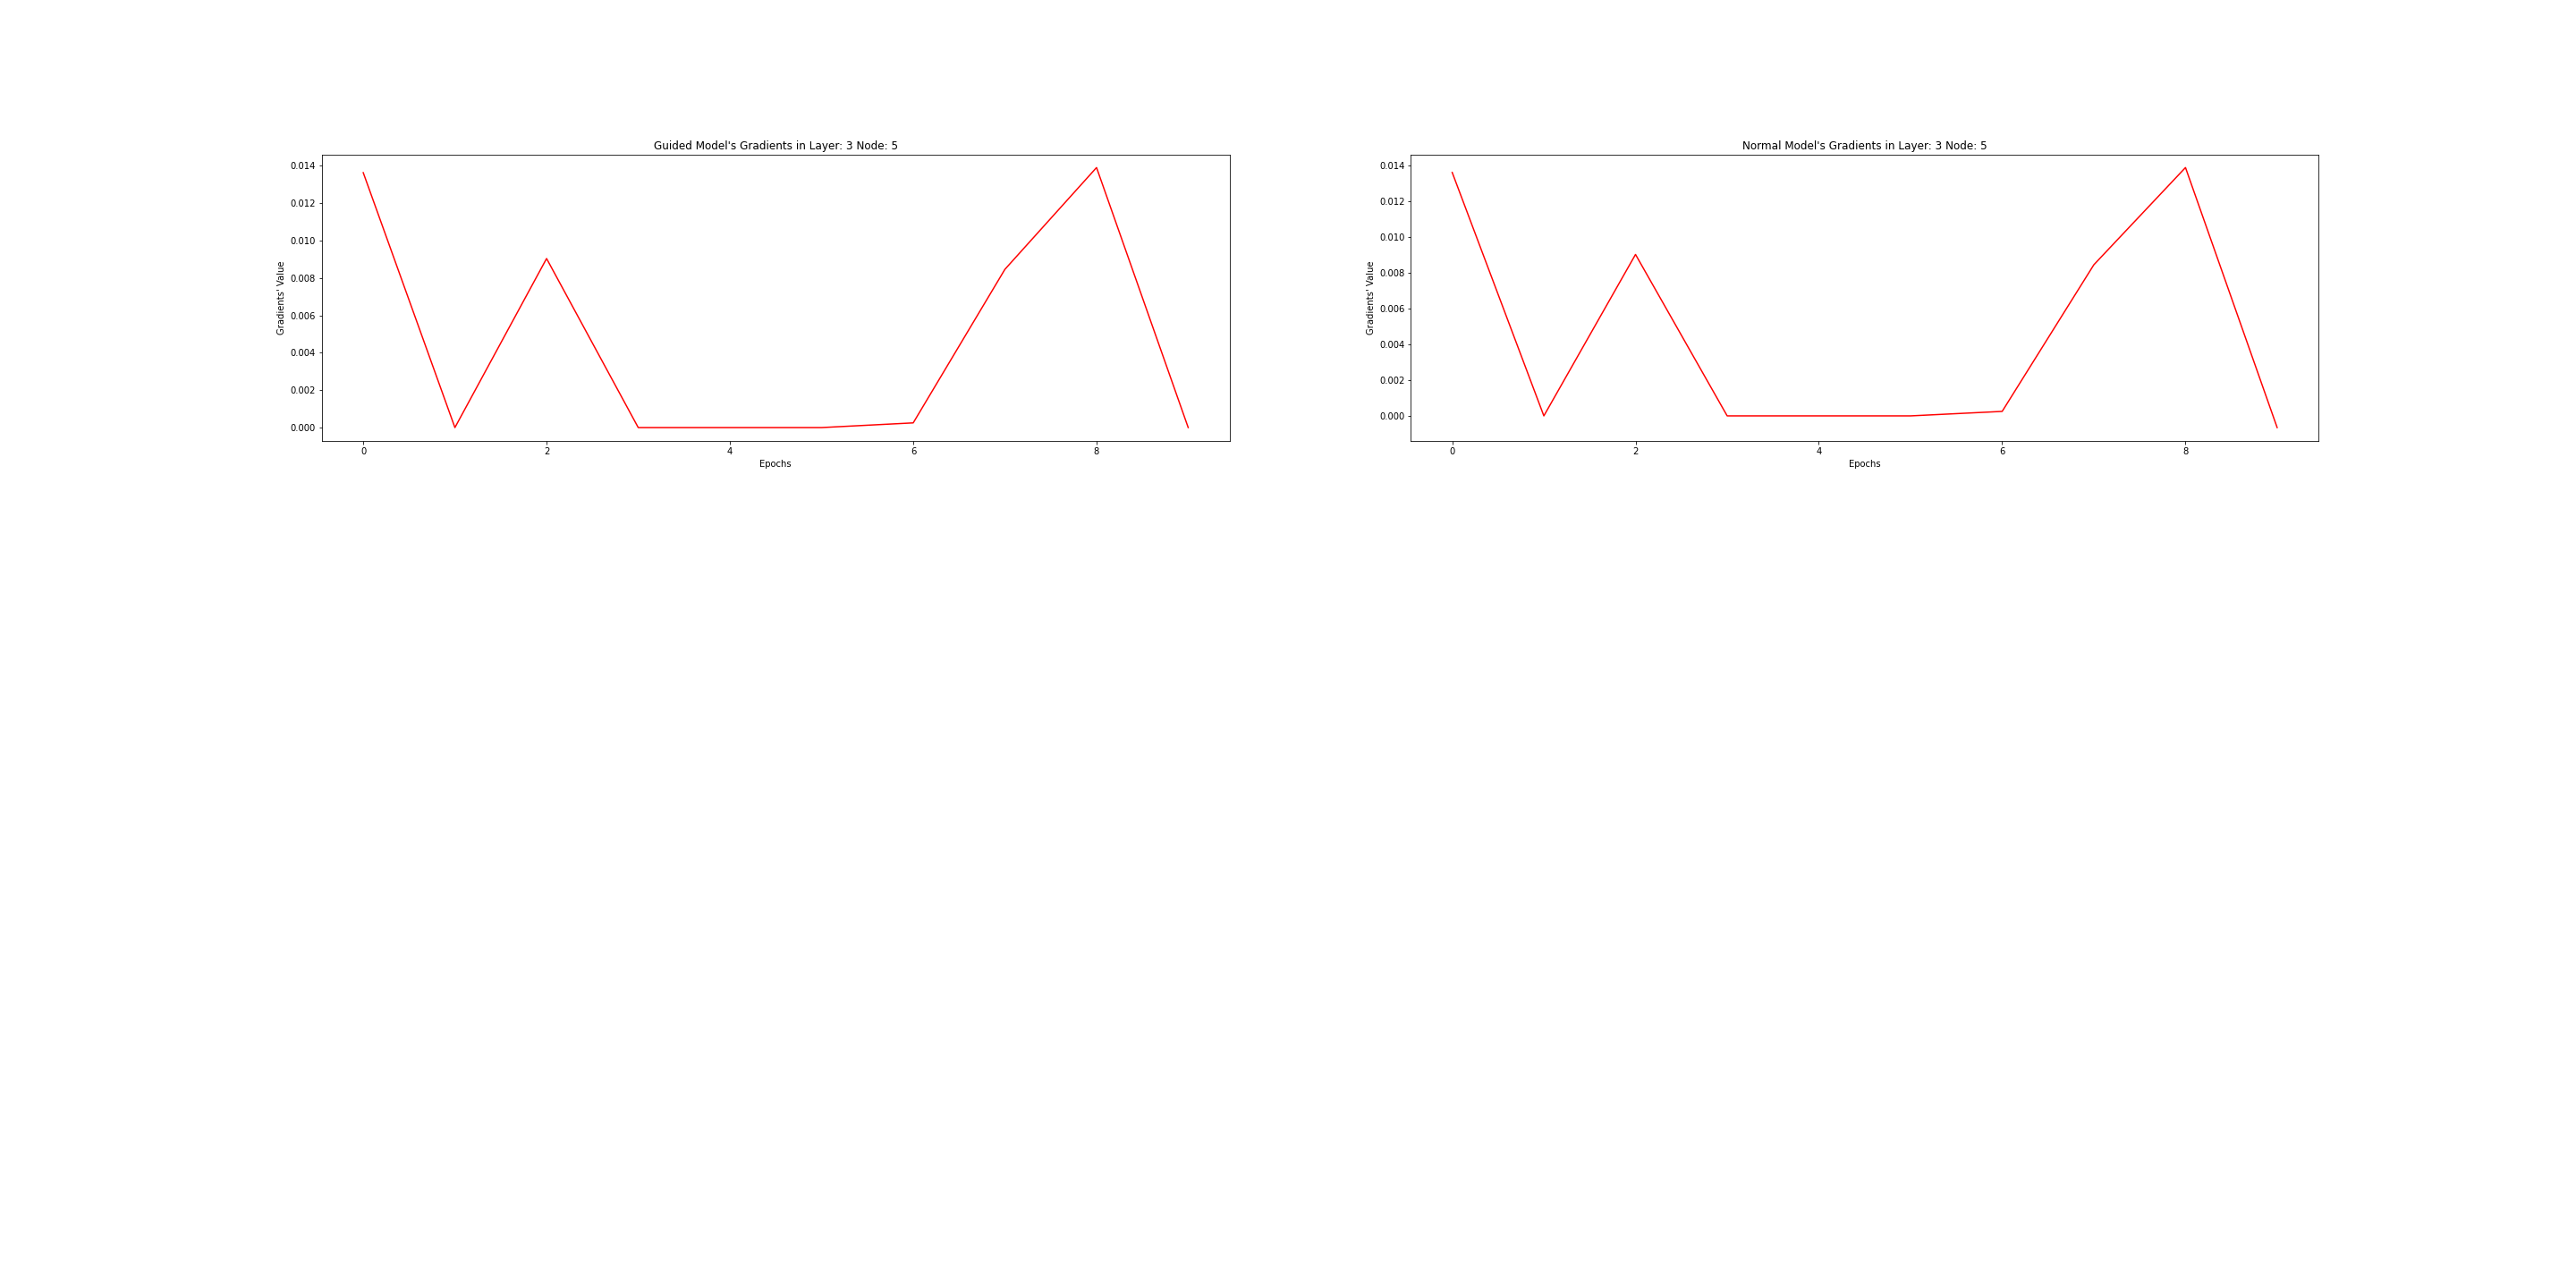 Guided Model's Gradients in Layer: 3 Node: 5
0.014
0.012
0.010
0.008
0.006
0.004
0.002
0.000
Gradients' Value
0 2 4 6 8
Epochs
Normal Model's Gradients in Layer: 3 Node: 5
0.014
0.012
0.010
0.008
0.006
0.004
0.002
0.000
Gradients' Value
0 2 4 6 8
Epochs